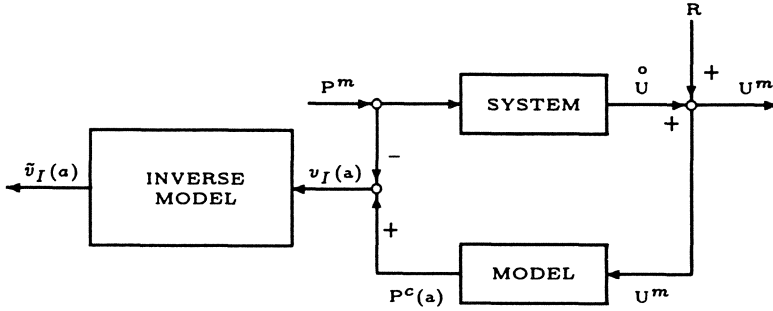 R
P^m
SYSTEM
o
U
+
+
U^m
ṽ_I(a)
INVERSE
MODEL
v_I(a)
−
+
P^c(a)
MODEL
U^m